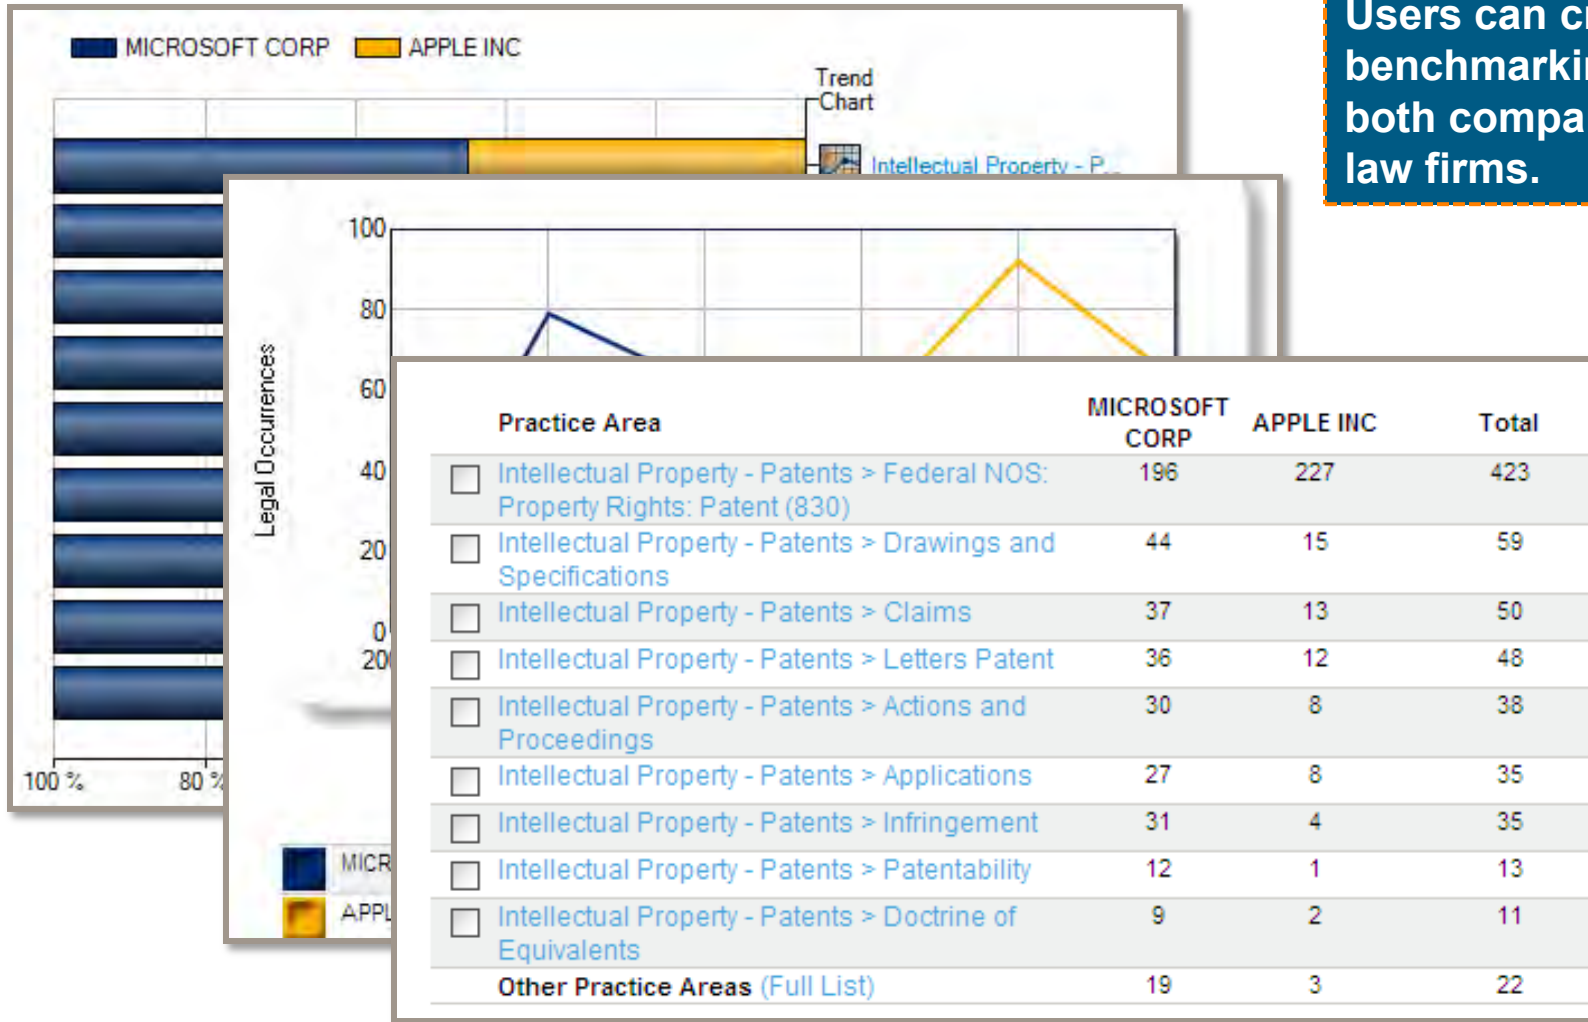 MICROSOFT CORP APPLE INC
Trend
Chart
Intellectual Property - P...
100 %
80 %
Users can
benchmarking
both
law firms.
100
80
60
40
20
0
Legal Occurrences
Practice Area MICROSOFT CORP APPLE INC Total
Intellectual Property - Patents > Federal NOS: 196 227 423
Property Rights: Patent (830)
Intellectual Property - Patents > Drawings and 44 15 59
Specifications
Intellectual Property - Patents > Claims 37 13 50
Intellectual Property - Patents > Letters Patent 36 12 48
Intellectual Property - Patents > Actions and 30 8 38
Proceedings
Intellectual Property - Patents > Applications 27 8 35
Intellectual Property - Patents > Infringement 31 4 35
Intellectual Property - Patents > Patentability 12 1 13
Intellectual Property - Patents > Doctrine of 9 2 11
Equivalents
Other Practice Areas (Full List) 19 3 22